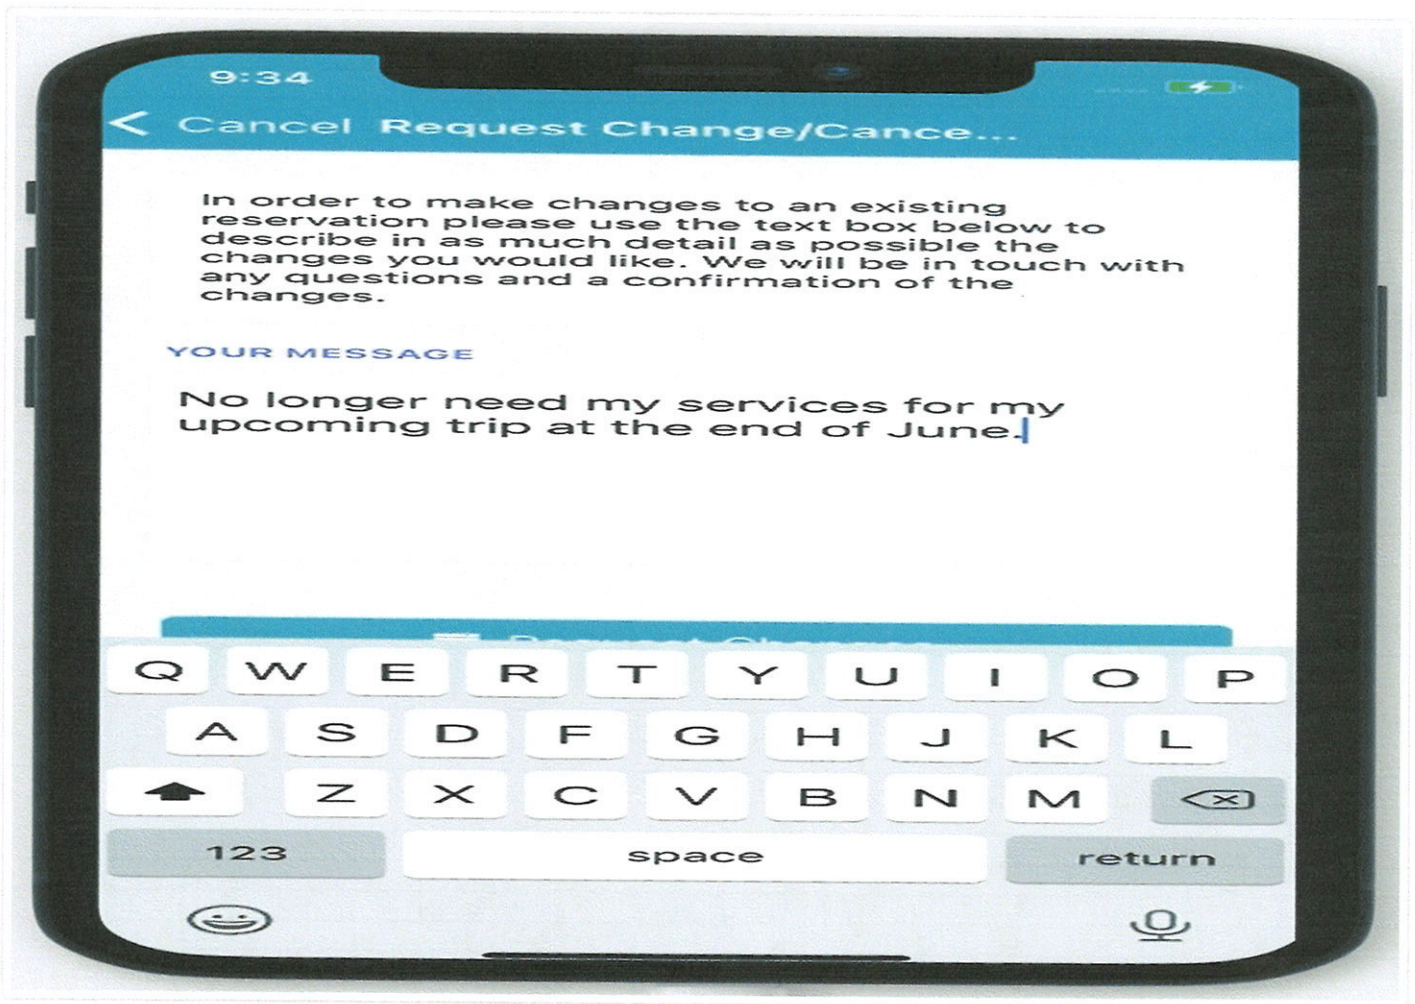 9:34
< Cancel Request Change/Cance...
In order to make changes to an existing
reservation please use the text box below to
describe in as much detail as possible the
changes you would like. We will be in touch with
any questions and a confirmation of the
changes.
YOUR MESSAGE
No longer need my services for my
upcoming trip at the end of June.
Q W E R T Y U I O P
A S D F G H J K L
Z X C V B N M
123 space return